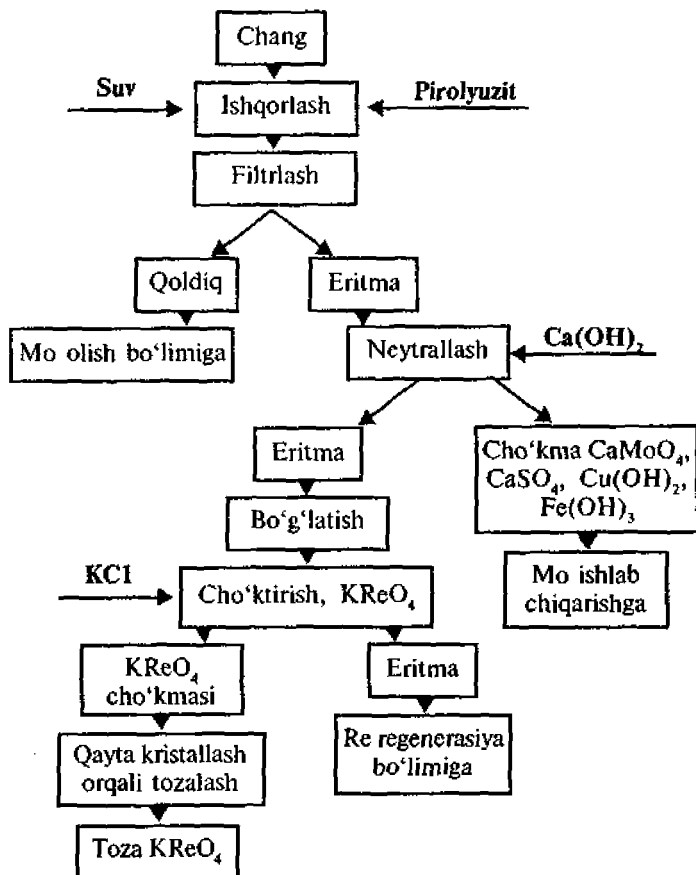 Chang
Suv
Ishqorlash
Pirolyuzit
Filtrlash
Qoldiq
Eritma
Mo olish bo‘limiga
Neytrallash
Ca(OH)₂
Eritma
Cho‘kma CaMoO₄,
CaSO₄, Cu(OH)₂,
Fe(OH)₃
Bo‘g‘latish
Mo ishlab
chiqarishga
KC1
Cho‘ktirish, KReO₄
KReO₄
cho‘kmasi
Eritma
Qayta kristallash
orqali tozalash
Re regenerasiya
bo‘limiga
Toza KReO₄